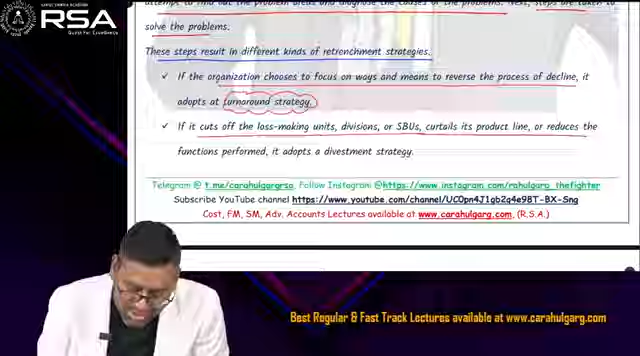 attempts to find out the problem areas and diagnose the causes of the problems. Next, steps are taken to
solve the problems.
These steps result in different kinds of retrenchment strategies.
✓ If the organization chooses to focus on ways and means to reverse the process of decline, it
adopts at turnaround strategy.
✓ If it cuts off the loss-making units, divisions, or SBUs, curtails its product line, or reduces the
functions performed, it adopts a divestment strategy.
RSA
Quest For Excellence
Telegram @ t.me/carahulgargrsa, Follow Instagram @https://www.instagram.com/rahulgarg_thefighter
Subscribe YouTube channel https://www.youtube.com/channel/UC0pn4J1gb2q4e98T-BX-Sng
Cost, FM, SM, Adv. Accounts Lectures available at www.carahulgarg.com, (R.S.A.)
Best Regular & Fast Track Lectures available at www.carahulgarg.com